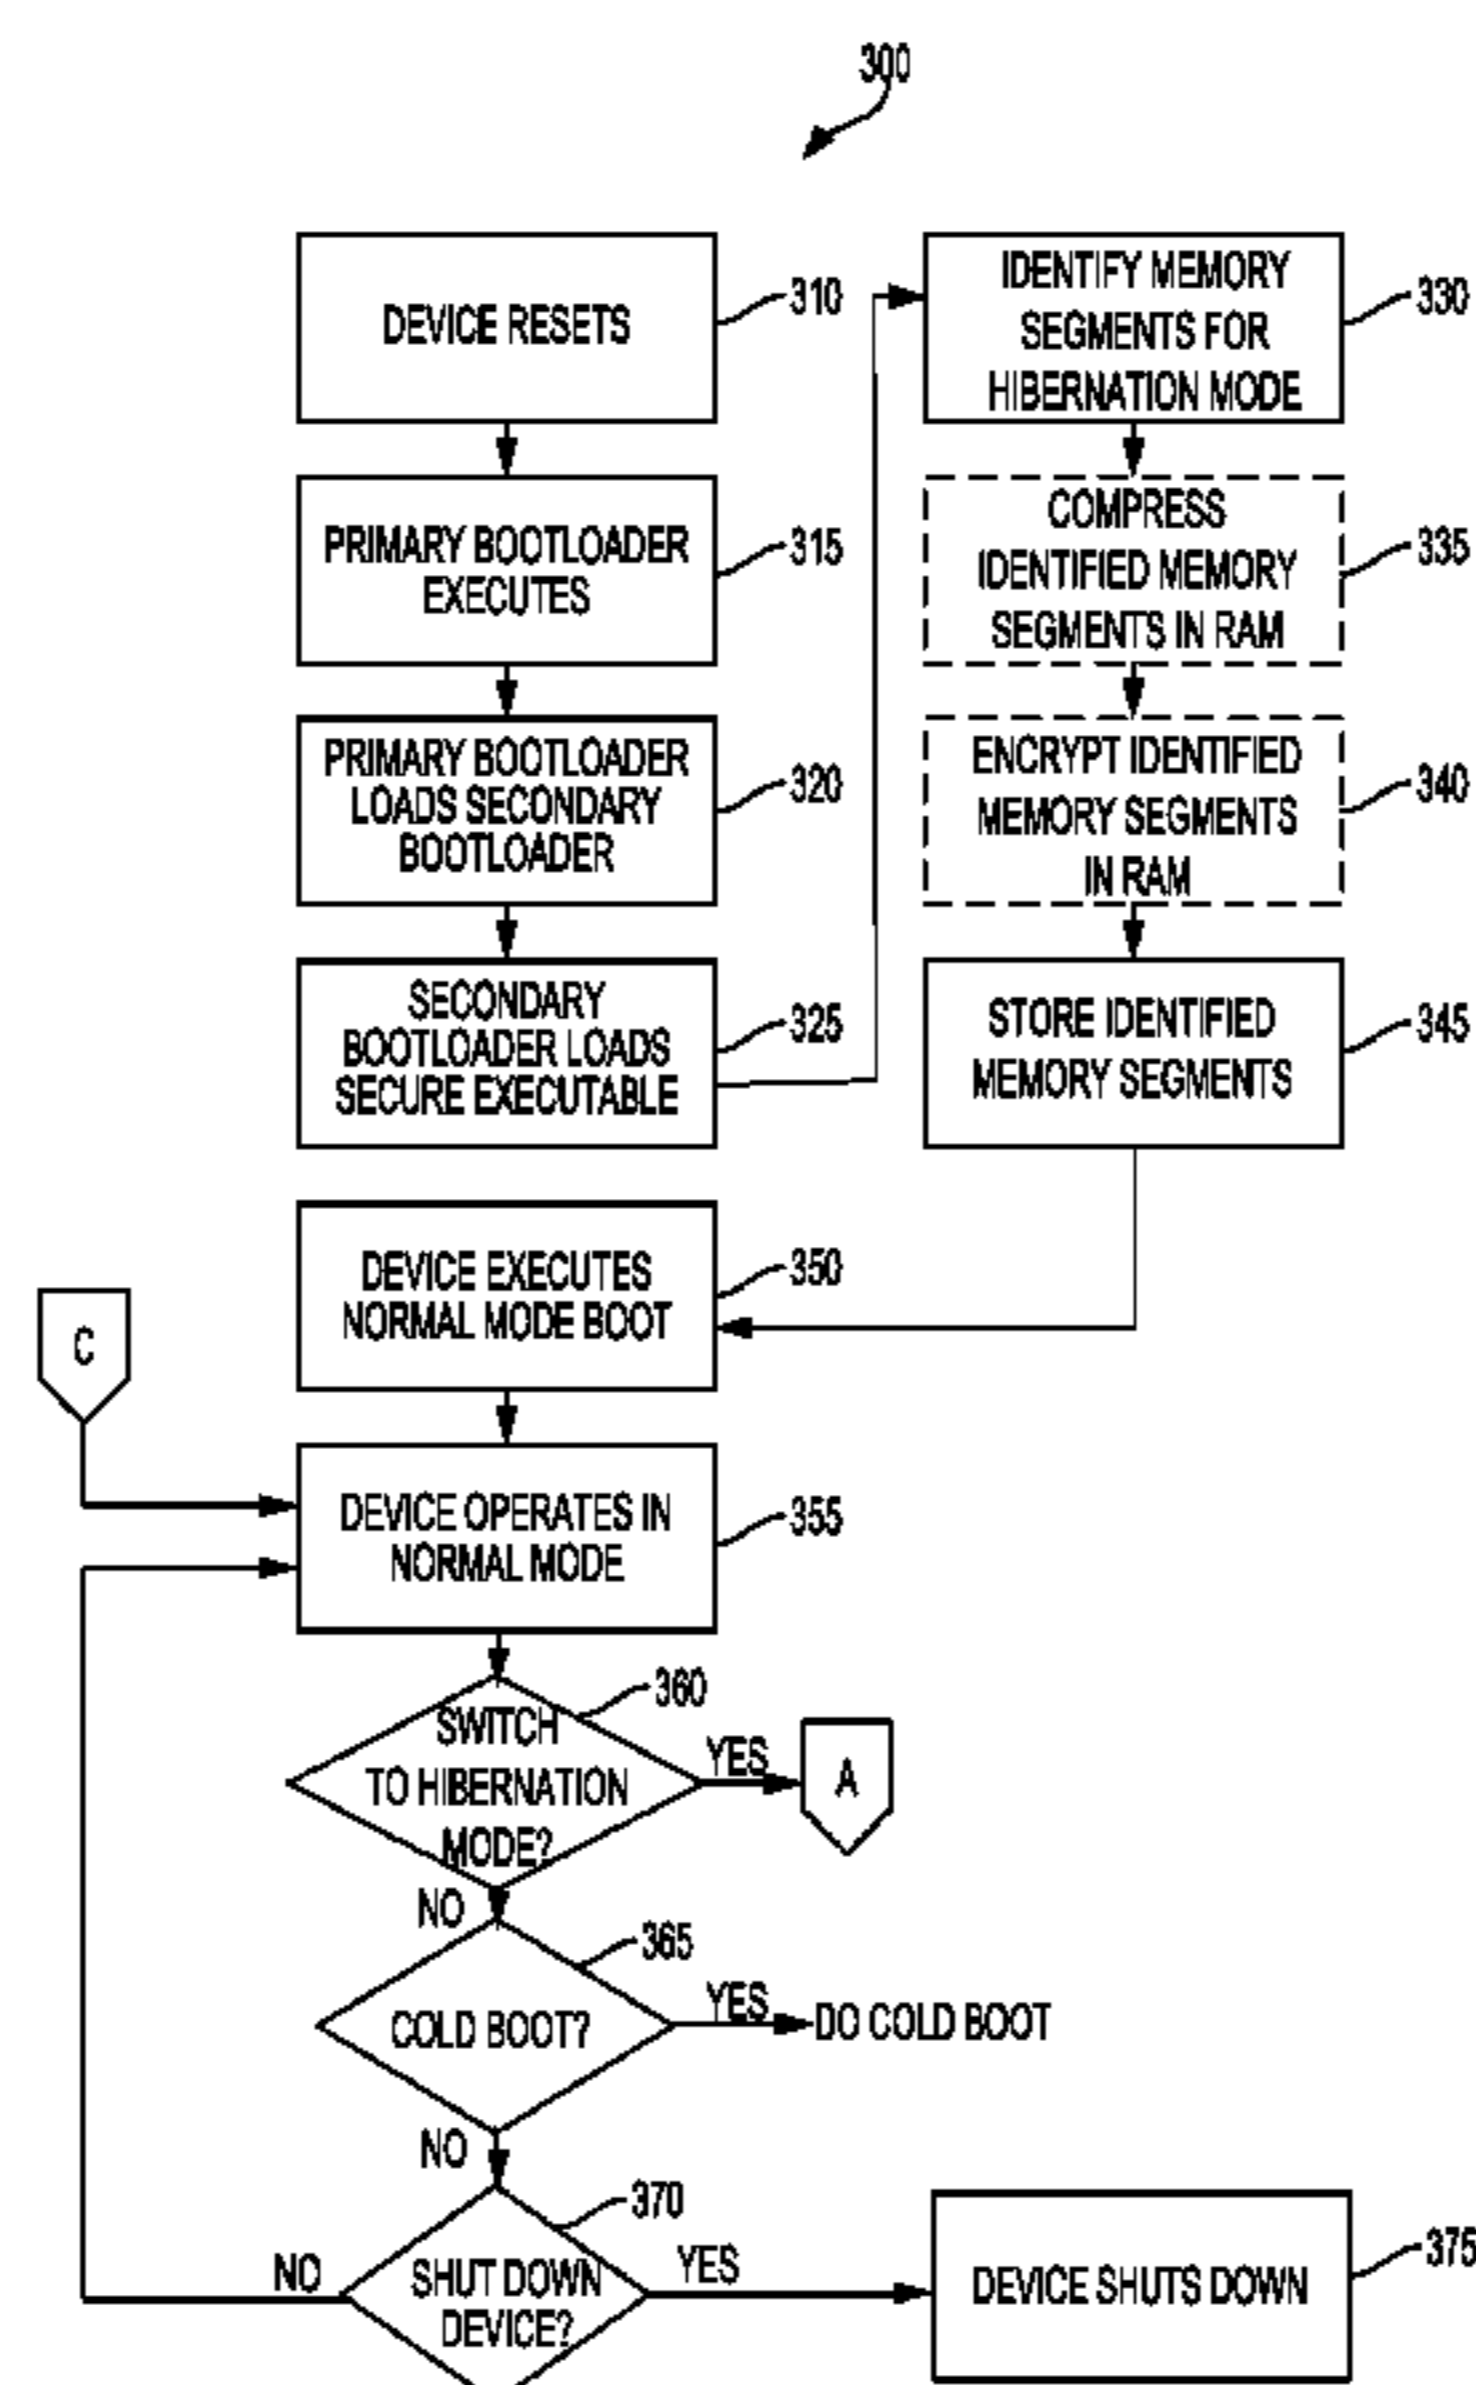 300
DEVICE RESETS
310
PRIMARY BOOTLOADER
EXECUTES
315
PRIMARY BOOTLOADER
LOADS SECONDARY
BOOTLOADER
320
SECONDARY
BOOTLOADER LOADS
SECURE EXECUTABLE
325
IDENTIFY MEMORY
SEGMENTS FOR
HIBERNATION MODE
330
COMPRESS
IDENTIFIED MEMORY
SEGMENTS IN RAM
335
ENCRYPT IDENTIFIED
MEMORY SEGMENTS
IN RAM
340
STORE IDENTIFIED
MEMORY SEGMENTS
345
DEVICE EXECUTES
NORMAL MODE BOOT
350
C
DEVICE OPERATES IN
NORMAL MODE
355
SWITCH
TO HIBERNATION
MODE?
360
YES
A
NO
COLD BOOT?
365
YES
DO COLD BOOT
NO
SHUT DOWN
DEVICE?
370
NO
YES
DEVICE SHUTS DOWN
375